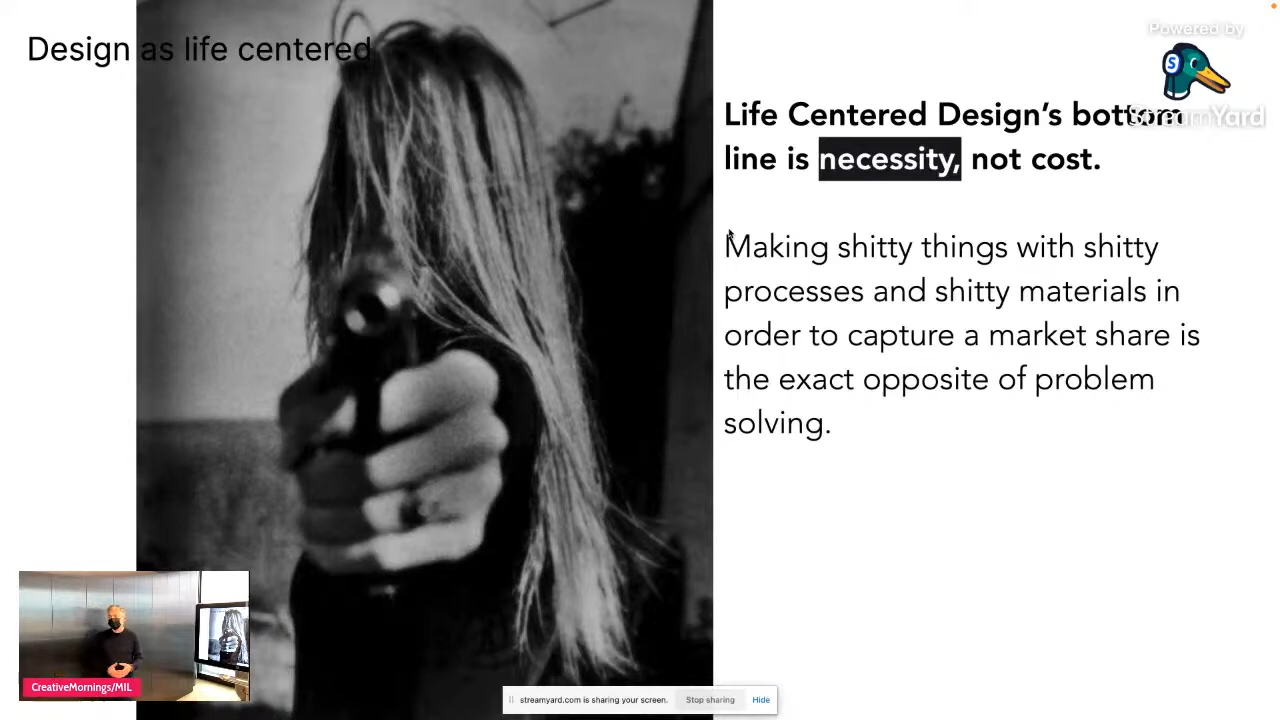 Design as life centered
Powered by
S
StreamYard
Life Centered Design's bottom
line is necessity, not cost.
Making shitty things with shitty
processes and shitty materials in
order to capture a market share is
the exact opposite of problem
solving.
CreativeMornings/MIL
streamyard.com is sharing your screen.
Stop sharing
Hide